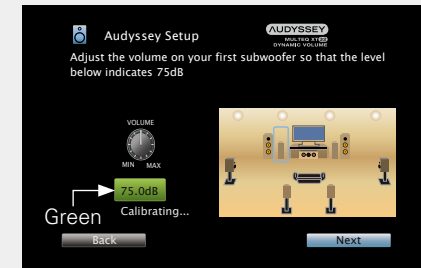 Audyssey Setup
AUDYSSEY
MULTEQ XT32
DYNAMIC VOLUME
Adjust the volume on your first subwoofer so that the level
below indicates 75dB
VOLUME
MIN MAX
75.0dB
Green
Calibrating...
Back
Next